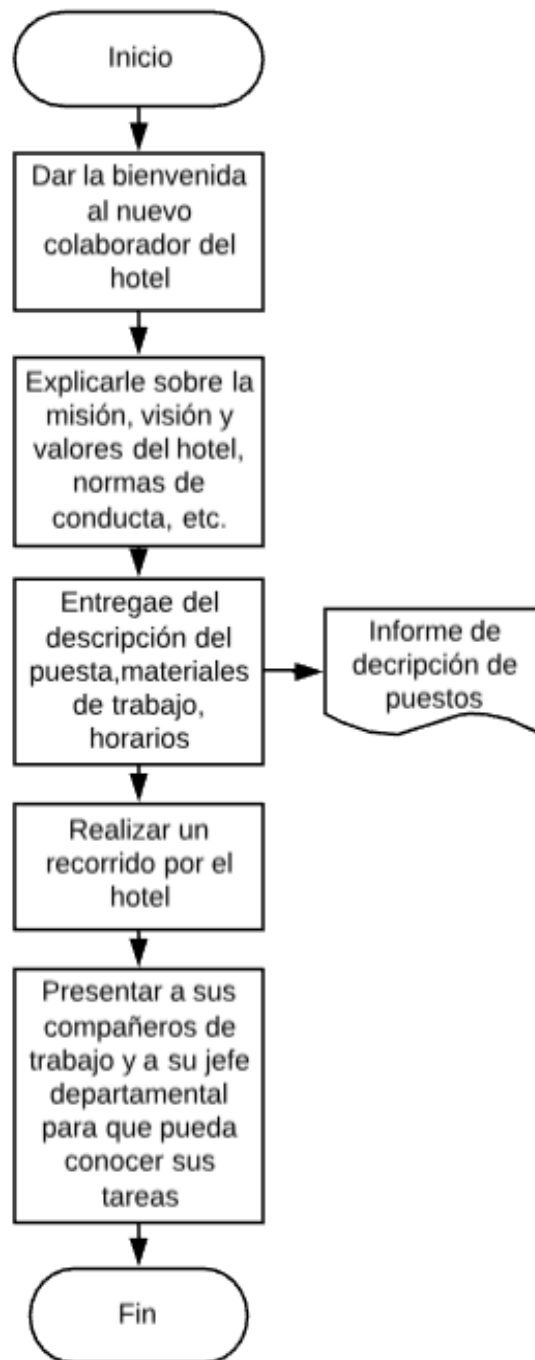 Inicio
Dar la bienvenida
al nuevo
colaborador del
hotel
Explicarle sobre la
misión, visión y
valores del hotel,
normas de
conducta, etc.
Entregae del
descripción del
puesta,materiales
de trabajo,
horarios
Informe de
decripción de
puestos
Realizar un
recorrido por el
hotel
Presentar a sus
compañeros de
trabajo y a su jefe
departamental
para que pueda
conocer sus
tareas
Fin